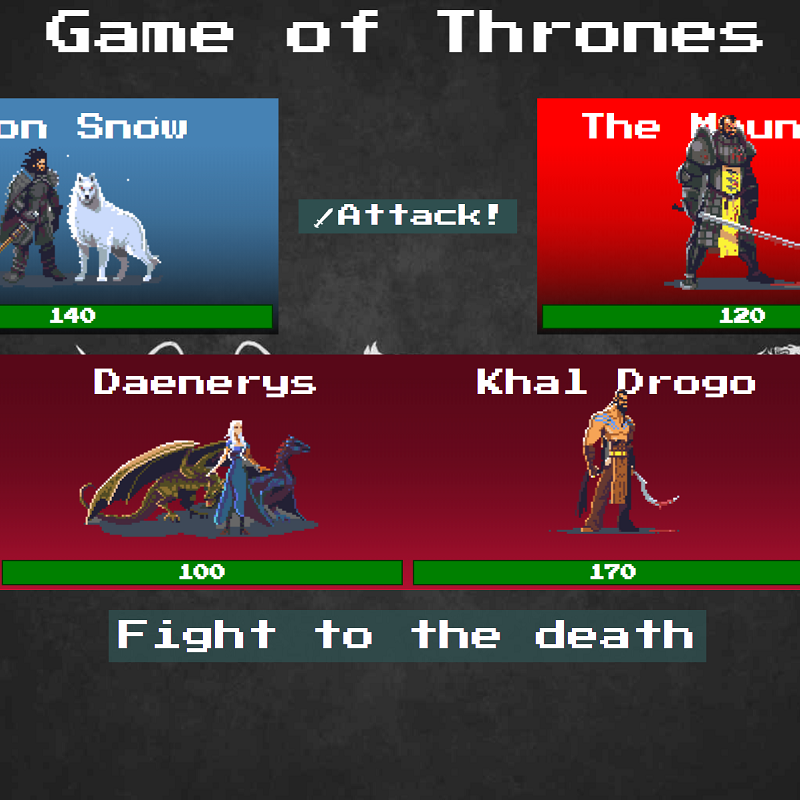 Game of Thrones
on Snow
The Moun
Attack!
140
120
Daenerys
Khal Drogo
100
170
Fight to the death